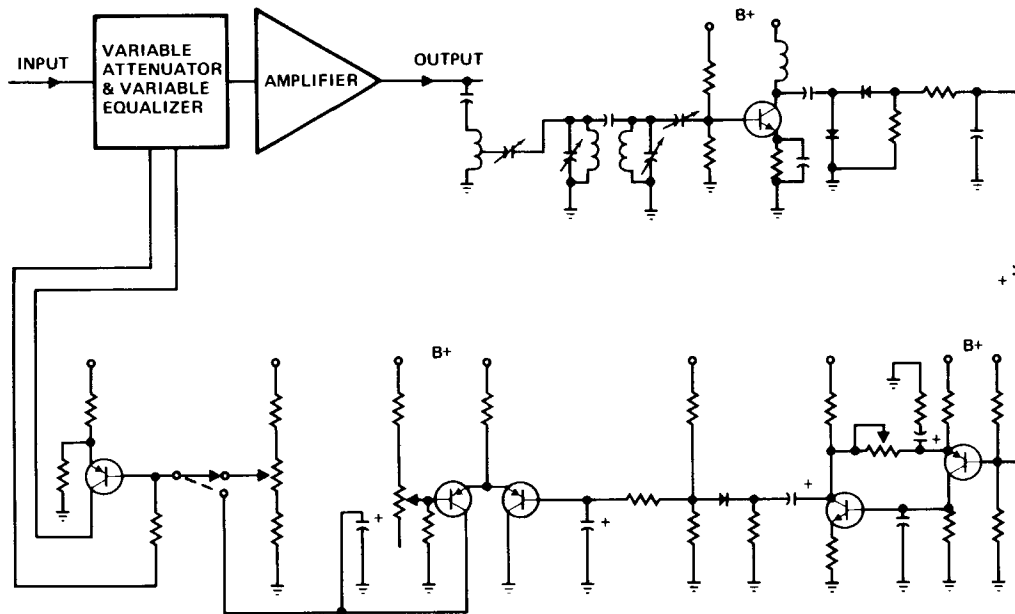 INPUT
VARIABLE
ATTENUATOR
& VARIABLE
EQUALIZER
AMPLIFIER
OUTPUT
B+
+
B+
B+
+
+
+
+